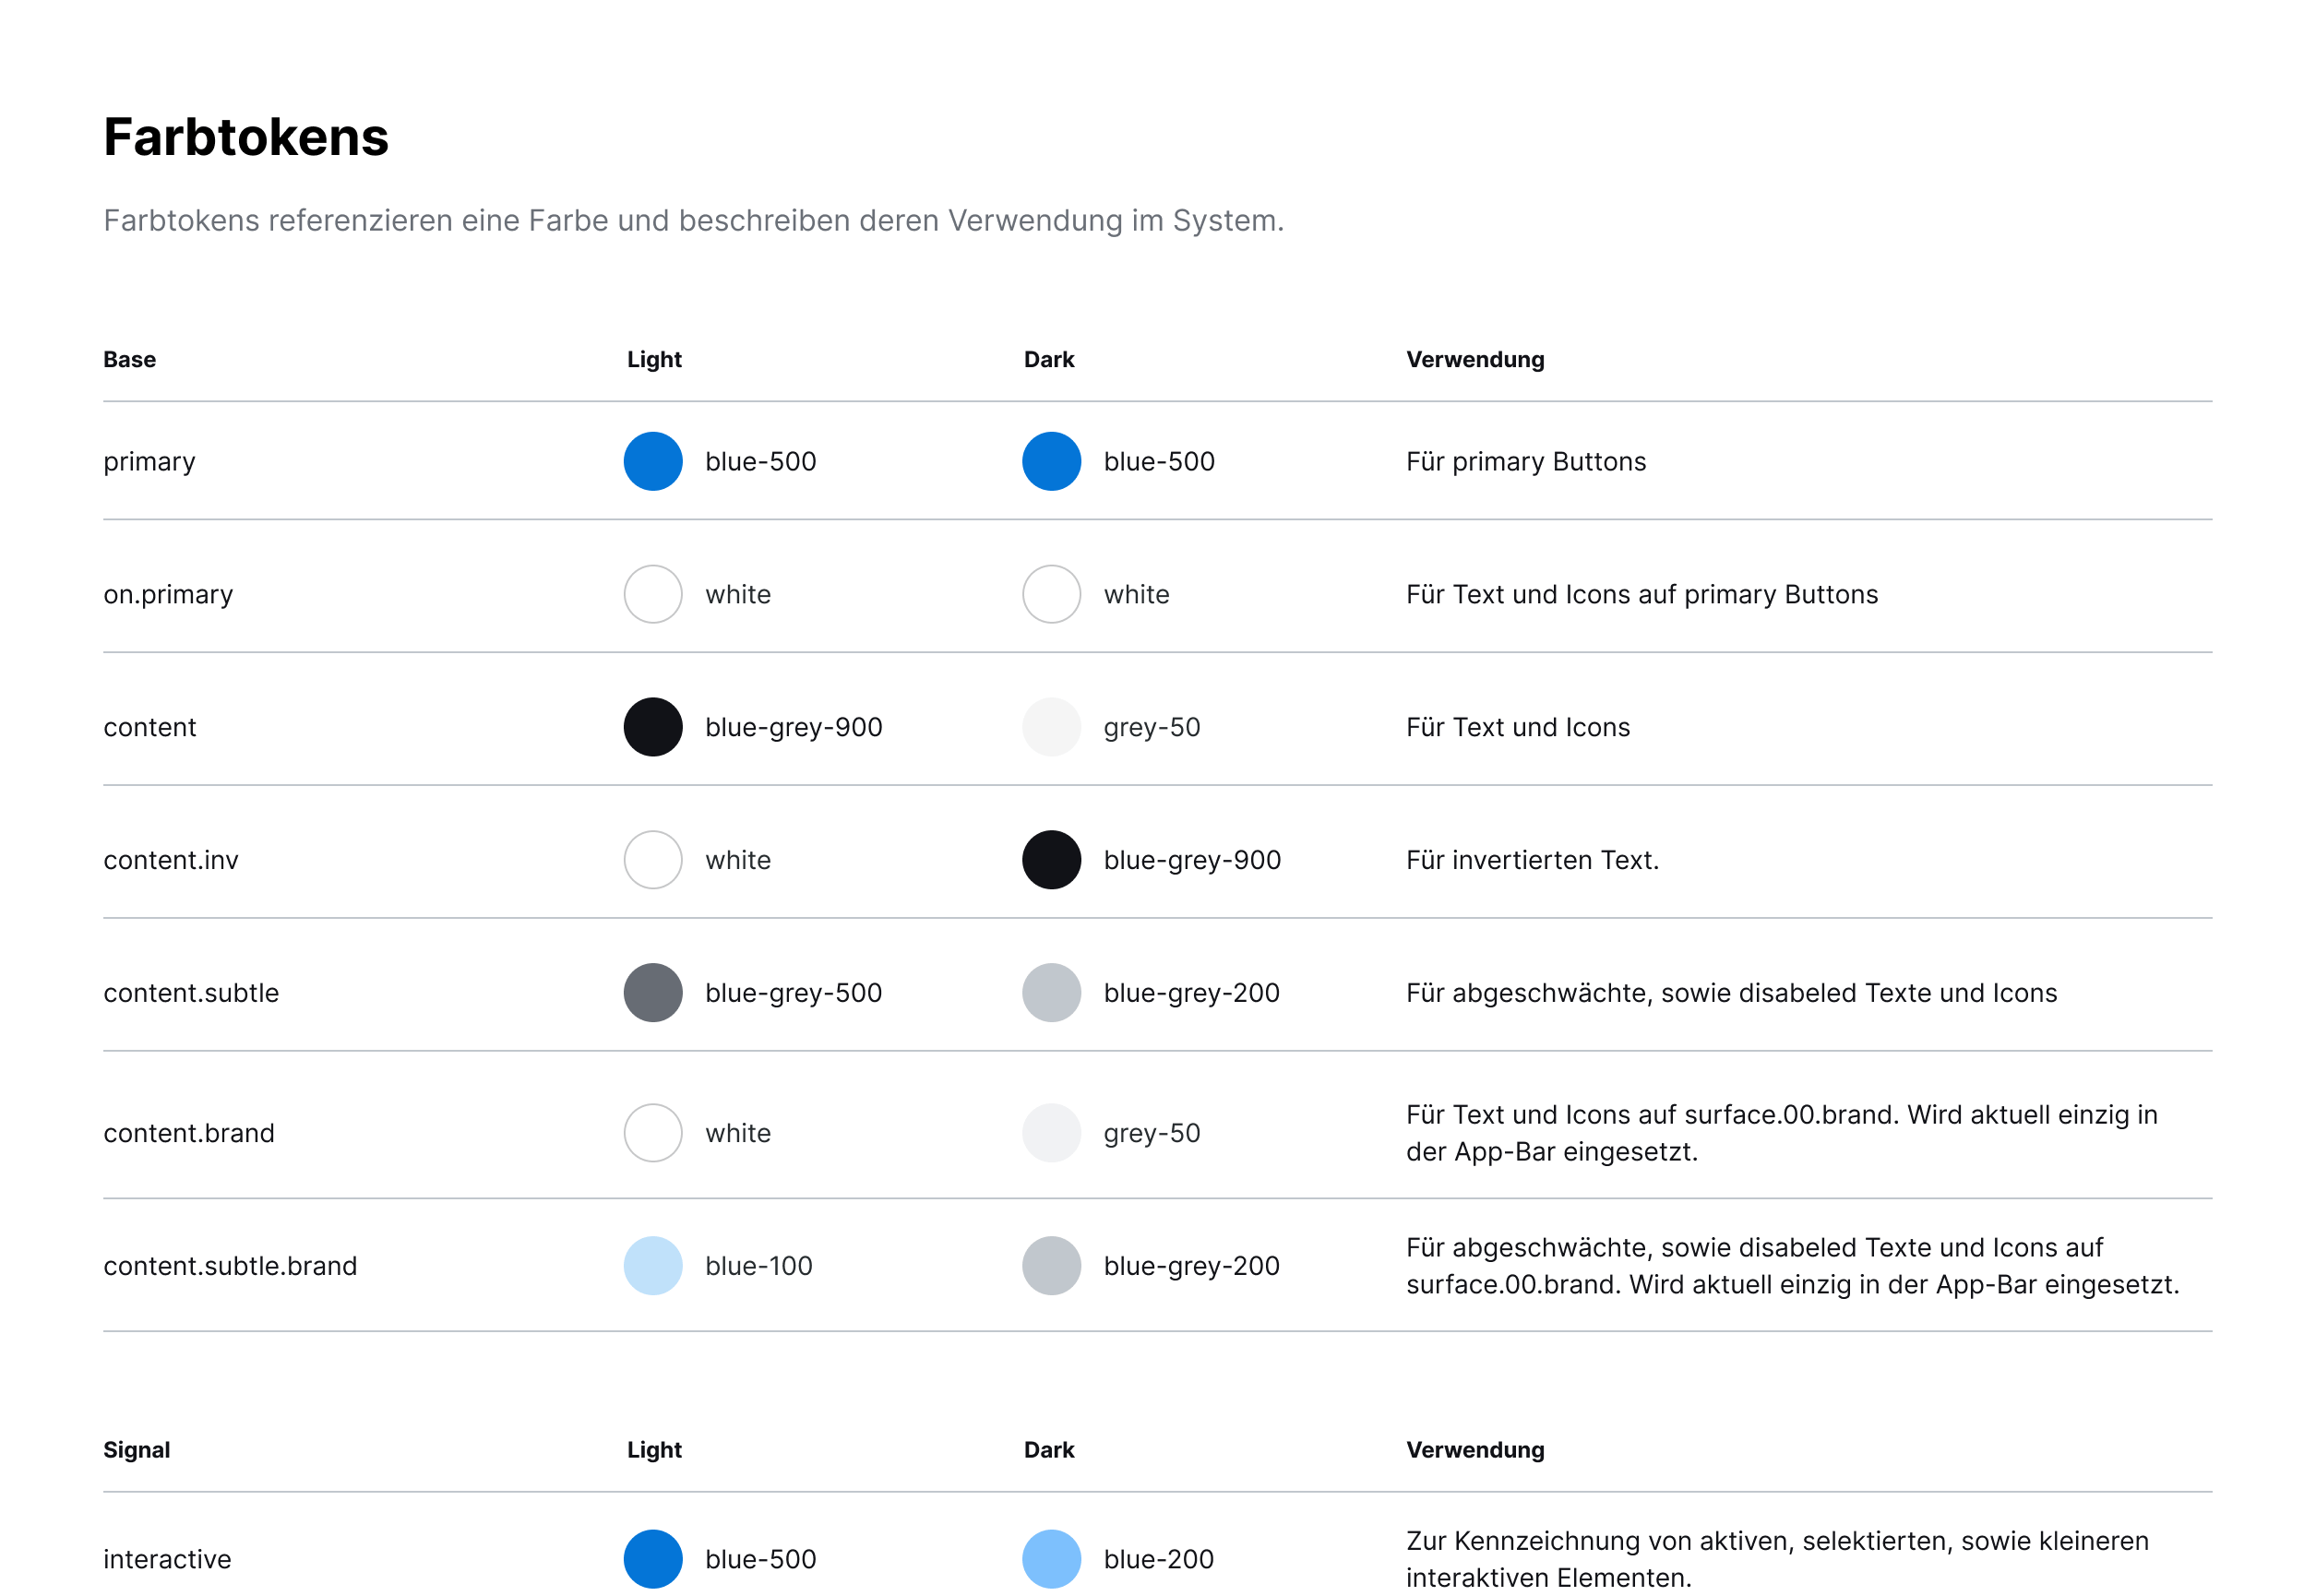 Farbtokens
Farbtokens referenzieren eine Farbe und beschreiben deren Verwendung im System.
Base Light Dark Verwendung
primary blue-500 blue-500 Für primary Buttons
on.primary white white Für Text und Icons auf primary Buttons
content blue-grey-900 grey-50 Für Text und Icons
content.inv white blue-grey-900 Für invertierten Text.
content.subtle blue-grey-500 blue-grey-200 Für abgeschwächte, sowie disabeled Texte und Icons
content.brand white grey-50 Für Text und Icons auf surface.00.brand. Wird aktuell einzig in
der App-Bar eingesetzt.
content.subtle.brand blue-100 blue-grey-200 Für abgeschwächte, sowie disabeled Texte und Icons auf
surface.00.brand. Wird aktuell einzig in der App-Bar eingesetzt.
Signal Light Dark Verwendung
interactive blue-500 blue-200 Zur Kennzeichnung von aktiven, selektierten, sowie kleineren
interaktiven Elementen.